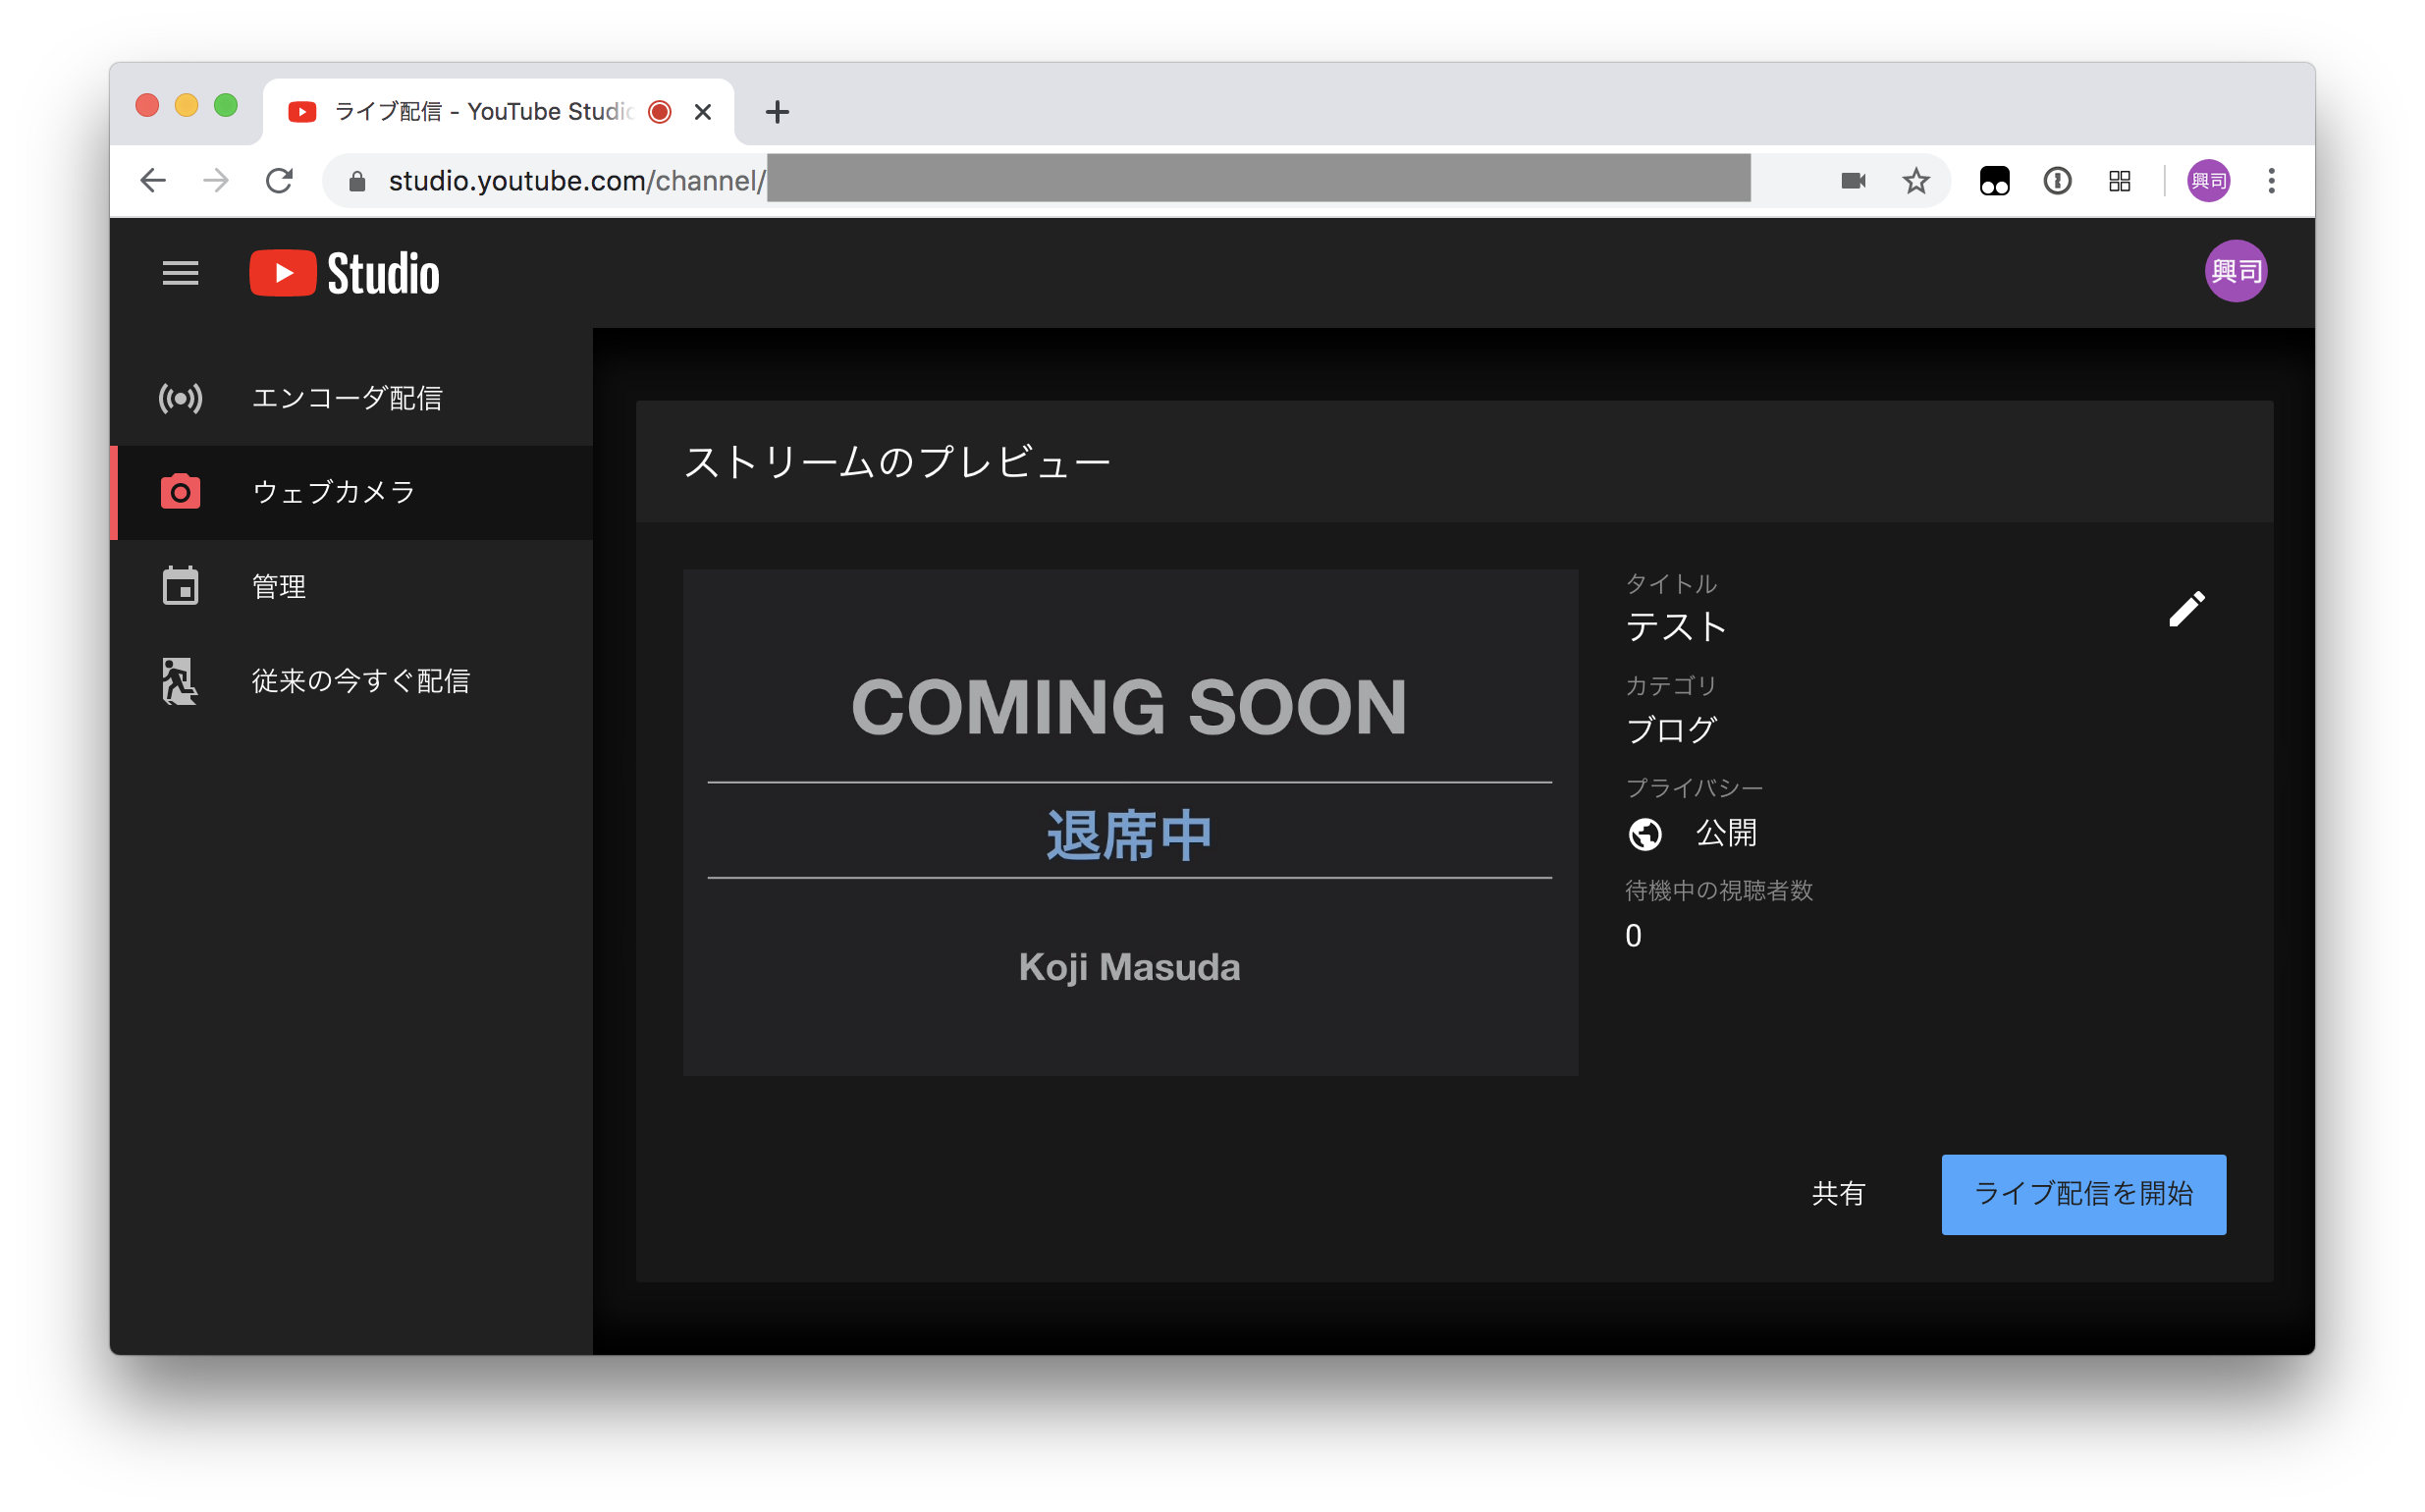 ライブ配信 - YouTube Studio
studio.youtube.com/channel/
興司
Studio
興司
エンコーダ配信
ウェブカメラ
管理
従来の今すぐ配信
ストリームのプレビュー
COMING SOON
退席中
Koji Masuda
タイトル
テスト
カテゴリ
ブログ
プライバシー
公開
待機中の視聴者数
0
共有
ライブ配信を開始